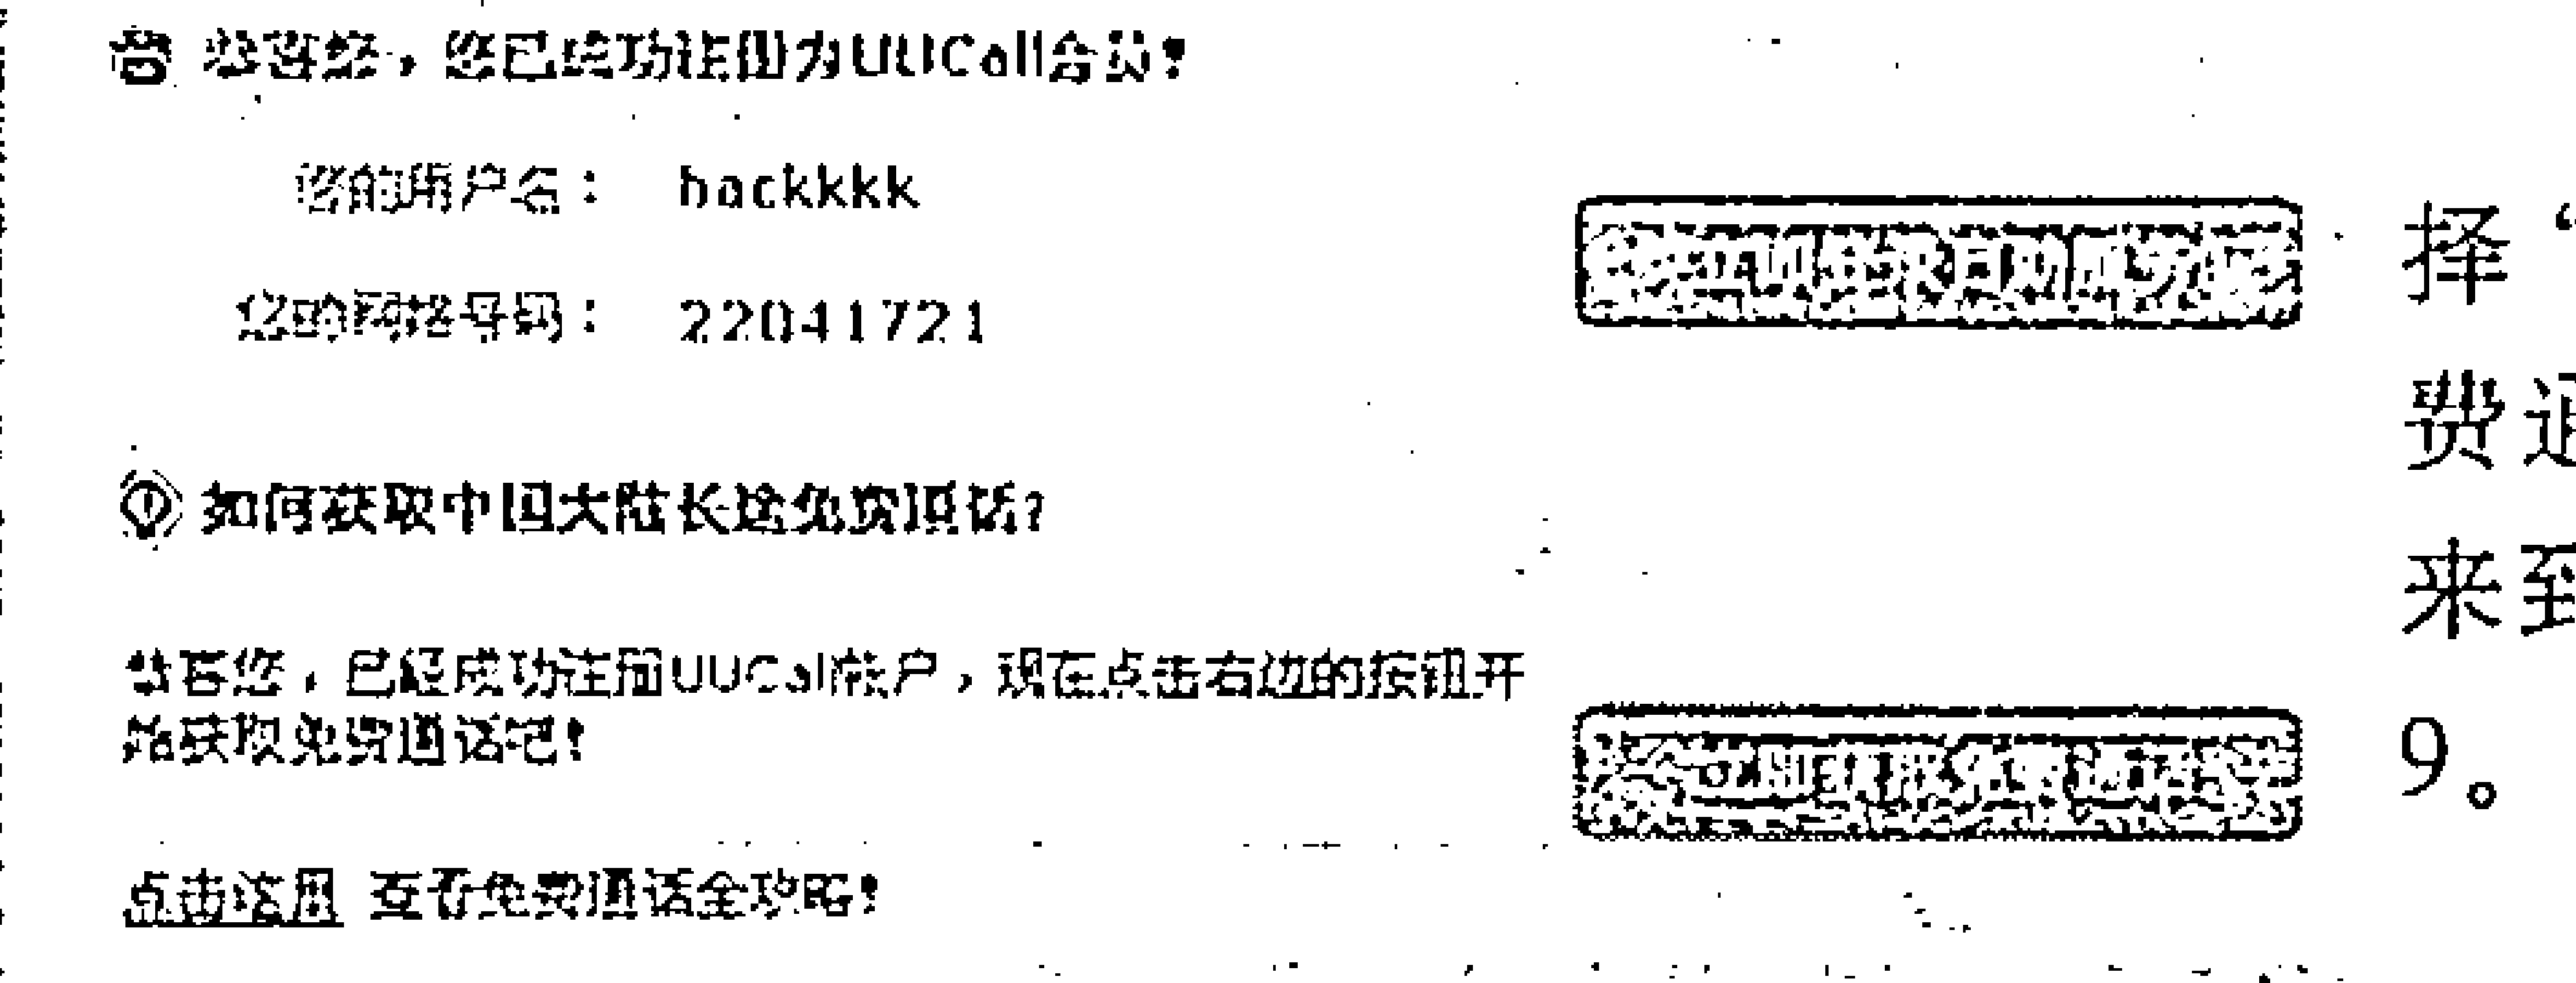 恭喜您，您已成功注册为UUCall会员！
您的用户名： hackkkk
您的网络号码： 22041721
如何获取中国大陆长途免费通话？
恭喜您，已经成功注册UUCall帐户，现在点击右边的按钮开
始获取免费通话吧！
点击这里 查看免费通话全攻略！
择“
费通
来到
9。